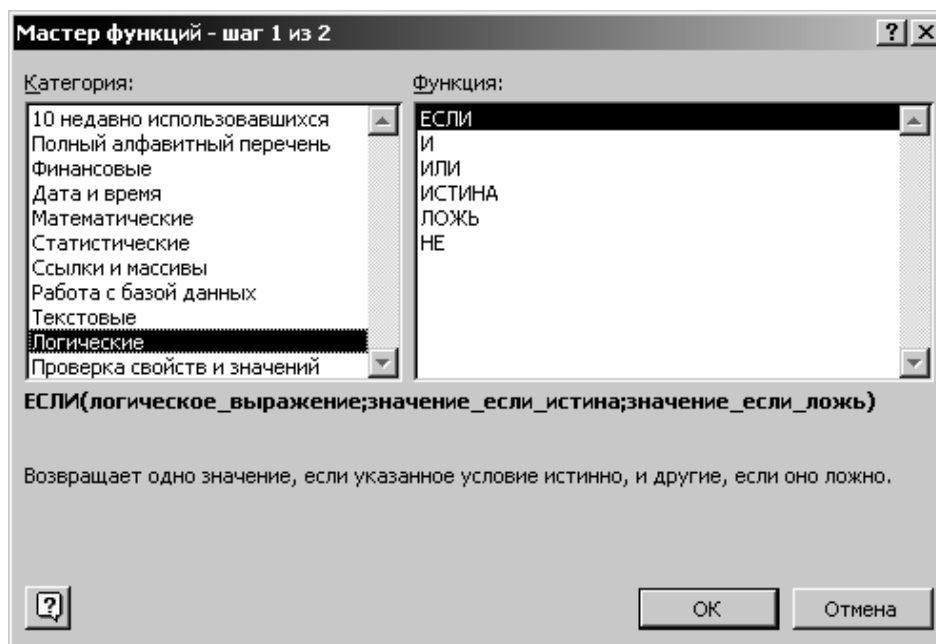 Мастер функций - шаг 1 из 2
Категория:
Функция:
10 недавно использовавшихся
Полный алфавитный перечень
Финансовые
Дата и время
Математические
Статистические
Ссылки и массивы
Работа с базой данных
Текстовые
Логические
Проверка свойств и значений
ЕСЛИ
И
ИЛИ
ИСТИНА
ЛОЖЬ
НЕ
ЕСЛИ(логическое_выражение;значение_если_истина;значение_если_ложь)
Возвращает одно значение, если указанное условие истинно, и другие, если оно ложно.
ОК
Отмена